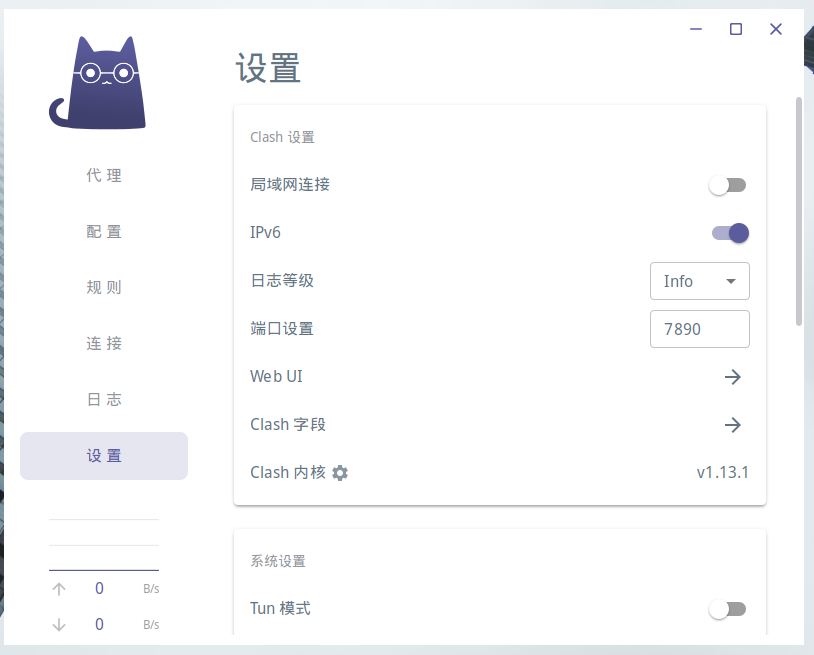 设置
代理
配置
规则
连接
日志
设置
0 B/s
0 B/s
Clash 设置
局域网连接
IPv6
日志等级 Info
端口设置 7890
Web UI
Clash 字段
Clash 内核 v1.13.1
系统设置
Tun 模式